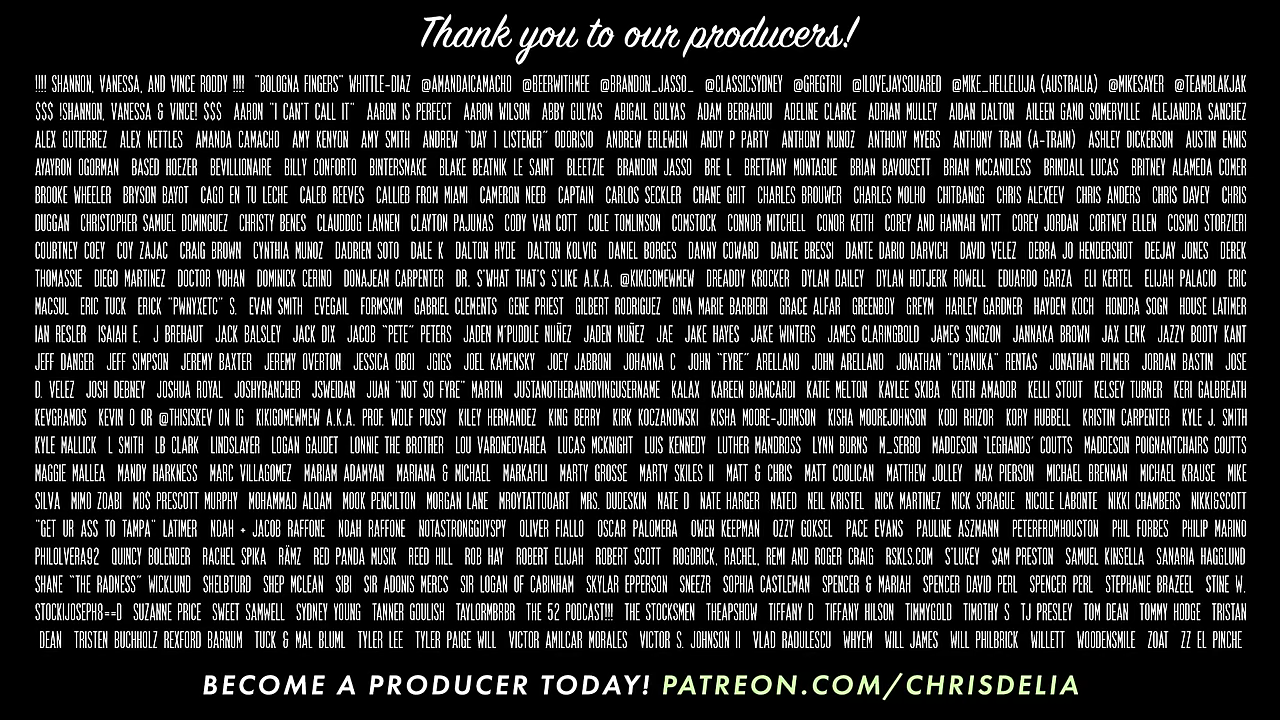 Thank you to our producers!
!!!! SHANNON, VANESSA, AND VINCE RODDY !!!! "BOLOGNA FINGERS" WHITTLE-DIAZ @AMANDAICAMACHO @BEERWITHMEE @BRANDON_JASSO_ @CLASSICSYDNEY @GREGTRU @ILOVEJAYSQUARED @MIKE_HELLELUJA (AUSTRALIA) @MIKESAYER @TEAMBLAKJAK
$$$ !SHANNON, VANESSA & VINCE! $$$ AARON "I CAN'T CALL IT" AARON IS PERFECT AARON WILSON ABBY GULYAS ABIGAIL GULYAS ADAM BERRAHOU ADELINE CLARKE ADRIAN MULLEY AIDAN DALTON AILEEN GANO SOMERVILLE ALEJANDRA SANCHEZ
ALEX GUTIERREZ ALEX NETTLES AMANDA CAMACHO AMY KENYON AMY SMITH ANDREW "DAY 1 LISTENER" ODORISIO ANDREW ERLEWEIN ANDY P PARTY ANTHONY MUNOZ ANTHONY MYERS ANTHONY TRAN (A-TRAN) ASHLEY DICKERSON AUSTIN ENNIS
AYAYRON OGORMAN BASED HOEZER BEVILLIONAIRE BILLY CONFORTO BINTERSNAKE BLAKE BEATNIK LE SAINT BLEETZIE BRANDON JASSO BRE L BRETTANY MONTAGUE BRIAN BAVOUSETT BRIAN MCCANDLESS BRINDALL LUCAS BRITNEY ALAMEDA COMER
BROOKE WHEELER BRYSON BAYOT CAGO EN TU LECHE CALEB REEVES CALLIEB FROM MIAMI CAMERON NEEB CAPTAIN CARLOS SECKLER CHANE GHIT CHARLES BROUWER CHARLES MOLHO CHITBANGG CHRIS ALEXEEV CHRIS ANDERS CHRIS DAVEY CHRIS
DUGGAN CHRISTOPHER SAMUEL DOMINGUEZ CHRISTY BENES CLAUDOG LANNEN CLAYTON PAJUNAS CODY VAN COTT COLE TOMLINSON COMSTOCK CONNOR MITCHELL CONOR KEITH COREY AND HANNAH WITT COREY JORDAN CORTNEY ELLEN COSIMO STORZIERI
COURTNEY COEY COY ZAJAC CRAIG BROWN CYNTHIA MUNOZ DADRIEN SOTO DALE K DALTON HYDE DALTON KOLVIG DANIEL BORGES DANNY COWARD DANTE BRESSI DANTE DARIO DARVICH DAVID VELEZ DEBRA JO HENDERSHOT DEEJAY JONES DEREK
THOMASSIE DIEGO MARTINEZ DOCTOR YOHAN DOMINICK CERINO DONAJEAN CARPENTER DR. S'WHAT THAT'S S'LIKE A.K.A. @KIKIGOMEWMEW DREADDY KROCKER DYLAN DAILEY DYLAN HOTJERK ROWELL EDUARDO GARZA ELI KERTEL ELIJAH PALACIO ERIC
MACSUL ERIC TUCK ERICK "PWNYXETC" S. EVAN SMITH EVEGAIL FORMSKIM GABRIEL CLEMENTS GENE PRIEST GILBERT RODRIGUEZ GINA MARIE BARBIERI GRACE ALFAR GREENBOY GREYM HARLEY GARDNER HAYDEN KOCH HONDRA SOGN HOUSE LATIMER
IAN RESLER ISAIAH E. J BREHAUT JACK BALSLEY JACK DIX JACOB "PETE" PETERS JADEN M'PUDDLE NUÑEZ JADEN NUÑEZ JAE JAKE HAYES JAKE WINTERS JAMES CLARINGBOLD JAMES SINGZON JANNAKA BROWN JAX LENK JAZZY BOOTY KANT
JEFF DANGER JEFF SIMPSON JEREMY BAXTER JEREMY OVERTON JESSICA OBOI JGIGS JOEL KAMENSKY JOEY JABRONI JOHANNA C JOHN "FYRE" ARELLANO JOHN ARELLANO JONATHAN "CHANUKA" RENTAS JONATHAN PILMER JORDAN BASTIN JOSE
D. VELEZ JOSH DEBNEY JOSHUA ROYAL JOSHYRANCHER JSWEIDAN JUAN "NOT SO FYRE" MARTIN JUSTANOTHERANNOYINGUSERNAME KALAX KAREEN BIANCARDI KATIE MELTON KAYLEE SKIBA KEITH AMADOR KELLI STOUT KELSEY TURNER KERI GALBREATH
KEVGRAMOS KEVIN O OR @THISISKEV ON IG KIKIGOMEWMEW A.K.A. PROF. WOLF PUSSY KILEY HERNANDEZ KING BERRY KIRK KOCZANOWSKI KISHA MOORE-JOHNSON KISHA MOOREJOHNSON KODI RHIZOR KORY HUBBELL KRISTIN CARPENTER KYLE J. SMITH
KYLE MALLICK L SMITH LB CLARK LINDSLAYER LOGAN GAUDET LONNIE THE BROTHER LOU VARONEOVAHEA LUCAS MCKNIGHT LUIS KENNEDY LUTHER MANDROSS LYNN BURNS M_SERBO MADDESON 'LEGHANDS' COUTTS MADDESON POIGNANTCHAIRS COUTTS
MAGGIE MALLEA MANDY HARKNESS MARC VILLAGOMEZ MARIAM ADAMYAN MARIANA & MICHAEL MARKAFILI MARTY GROSSE MARTY SKILES II MATT & CHRIS MATT COOLICAN MATTHEW JOLLEY MAX PIERSON MICHAEL BRENNAN MICHAEL KRAUSE MIKE
SILVA MIMO ZOABI MO$ PRESCOTT MURPHY MOHAMMAD ALQAM MOOK PENCILTON MORGAN LANE MROYTATTOOART MRS. DUDESKIN NATE D NATE HARGER NATED NEIL KRISTEL NICK MARTINEZ NICK SPRAGUE NICOLE LABONTE NIKKI CHAMBERS NIKKI&SCOTT
"GET UR ASS TO TAMPA" LATIMER NOAH + JACOB RAFFONE NOAH RAFFONE NOTASTRONGGUYSPY OLIVER FIALLO OSCAR PALOMERA OWEN KEEPMAN OZZY GOKSEL PACE EVANS PAULINE ASZMANN PETERFROMHOUSTON PHIL FORBES PHILIP MARINO
PHILOLVERA92 QUINCY BOLENDER RACHEL SPIKA RÄMZ RED PANDA MUSIK REED HILL ROB HAY ROBERT ELIJAH ROBERT SCOTT RODDRICK, RACHEL, REMI AND ROGER CRAIG RSKLS.COM S'LUKEY SAM PRESTON SAMUEL KINSELLA SANARIA HAGGLUND
SHANE "THE RADNESS" WICKLUND SHELBTURD SHEP MCLEAN SIBI SIR ADONIS MERCS SIR LOGAN OF CABINHAM SKYLAR EPPERSON SNEEZR SOPHIA CASTLEMAN SPENCER & MARIAH SPENCER DAVID PERL SPENCER PERL STEPHANIE BRAZEEL STINE W.
STOCKIJOSEPH8==D SUZANNE PRICE SWEET SAMWELL SYDNEY YOUNG TANNER GOULISH TAYLORMBRBR THE 52 PODCAST!!! THE STOCKSMEN THEAPSHOW TIFFANY D TIFFANY HILSON TIMMYGOLD TIMOTHY S TJ PRESLEY TOM DEAN TOMMY HODGE TRISTAN
DEAN TRISTEN BUCHHOLZ REXFORD BARNUM TUCK & MAL BLUML TYLER LEE TYLER PAIGE WILL VICTOR AMILCAR MORALES VICTOR S. JOHNSON II VLAD RADULESCU WHYEM WILL JAMES WILL PHILBRICK WILLETT WOODENSMILE ZOAT ZZ EL PINCHE
BECOME A PRODUCER TODAY! PATREON.COM/CHRISDELIA